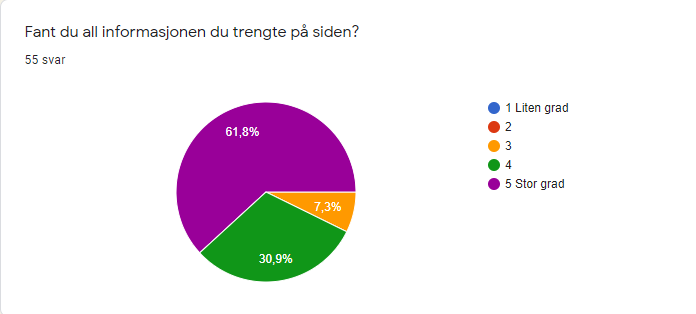 Fant du all informasjonen du trengte på siden?
55 svar
61,8%
7,3%
30,9%
1 Liten grad
2
3
4
5 Stor grad